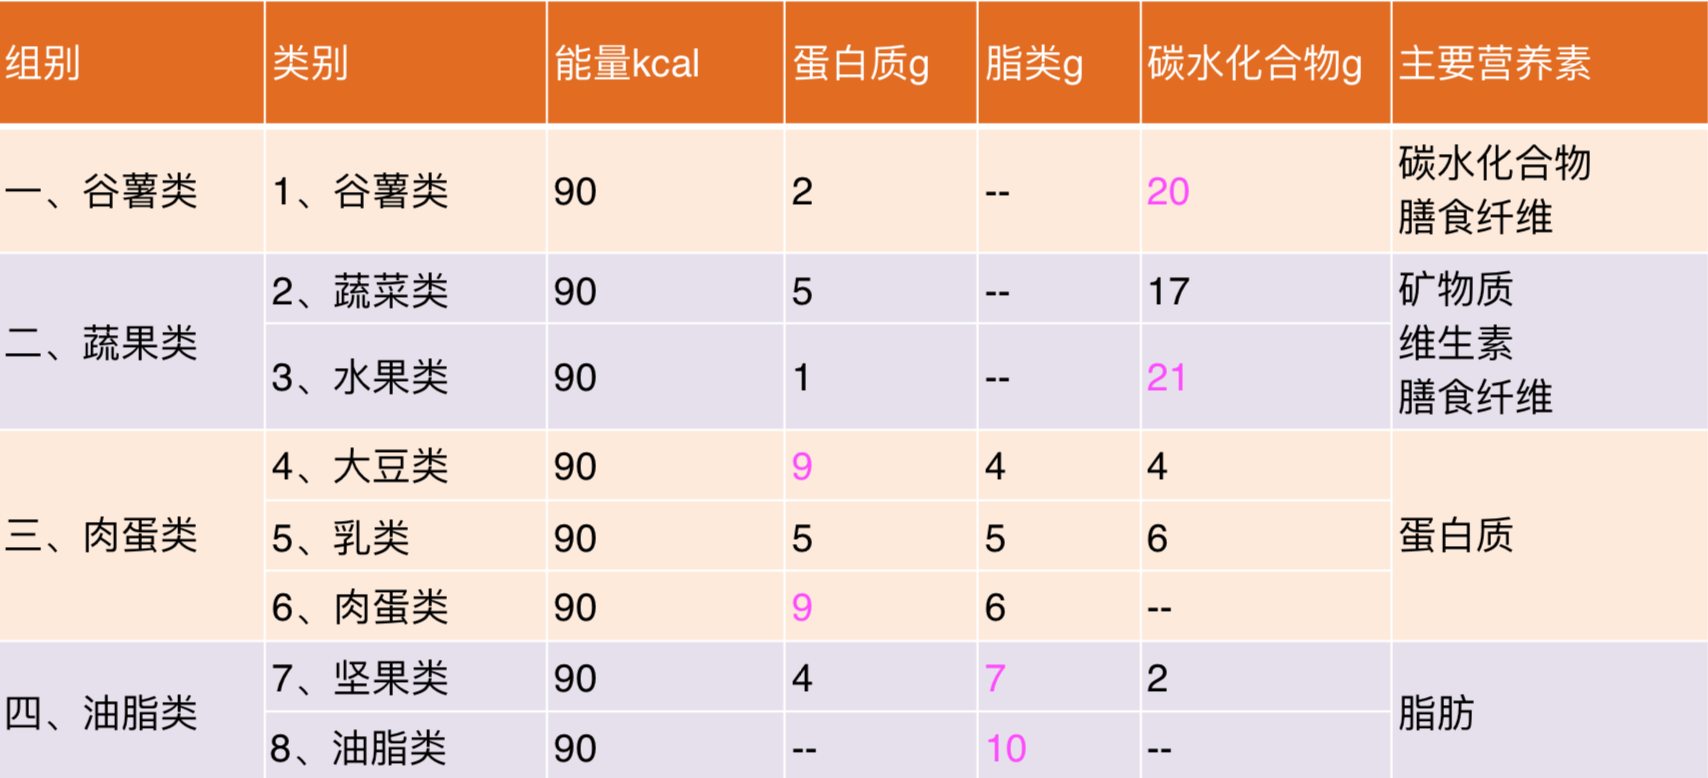 组别 类别 能量kcal 蛋白质g 脂类g 碳水化合物g 主要营养素
一、谷薯类 1、谷薯类 90 2 -- 20 碳水化合物
膳食纤维
二、蔬果类 2、蔬菜类 90 5 -- 17 矿物质
维生素
3、水果类 90 1 -- 21 膳食纤维
三、肉蛋类 4、大豆类 90 9 4 4 蛋白质
5、乳类 90 5 5 6
6、肉蛋类 90 9 6 --
四、油脂类 7、坚果类 90 4 7 2 脂肪
8、油脂类 90 -- 10 --